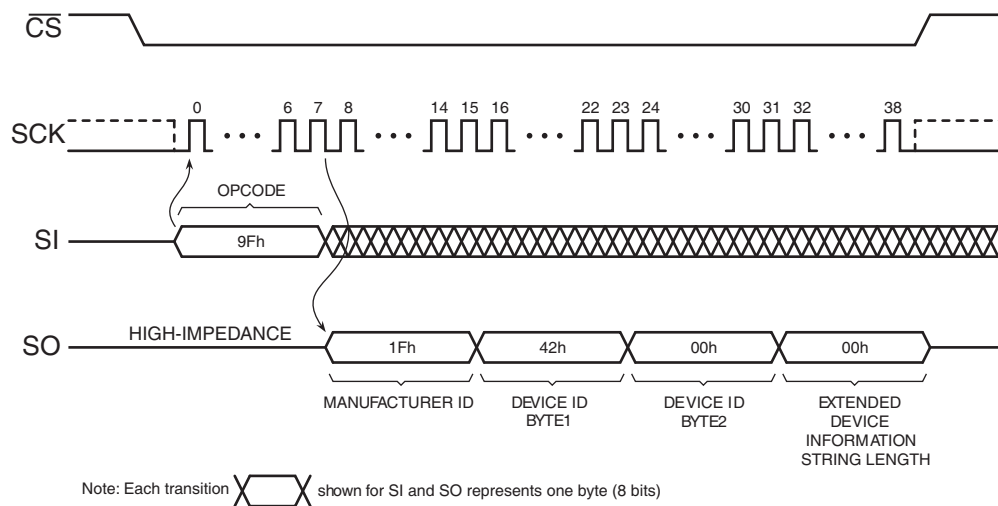 CS
SCK
0 6 7 8 14 15 16 22 23 24 30 31 32 38
OPCODE
SI
9Fh
HIGH-IMPEDANCE
SO
1Fh 42h 00h 00h
MANUFACTURER ID
DEVICE ID
BYTE1
DEVICE ID
BYTE2
EXTENDED
DEVICE
INFORMATION
STRING LENGTH
Note: Each transition shown for SI and SO represents one byte (8 bits)